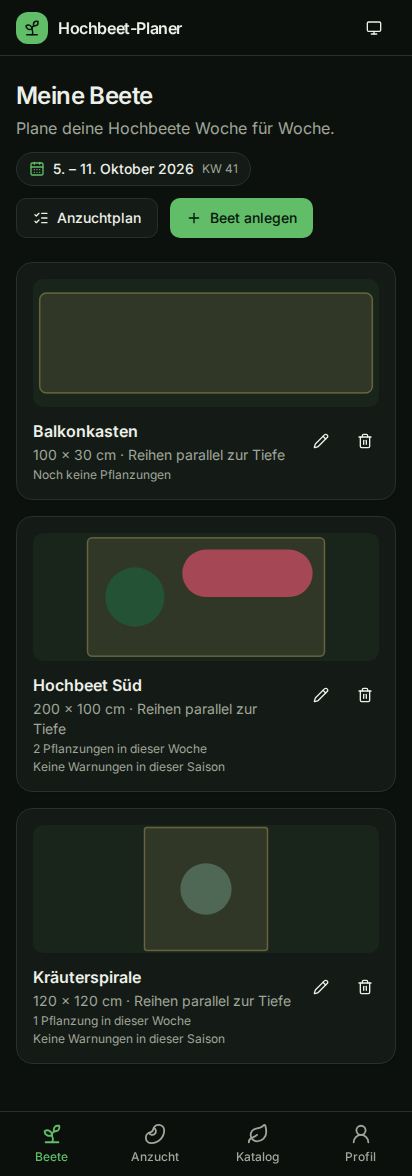 Hochbeet-Planer
Meine Beete
Plane deine Hochbeete Woche für Woche.
5. – 11. Oktober 2026 KW 41
Anzuchtplan
Beet anlegen
Balkonkasten
100 × 30 cm · Reihen parallel zur Tiefe
Noch keine Pflanzungen
Hochbeet Süd
200 × 100 cm · Reihen parallel zur
Tiefe
2 Pflanzungen in dieser Woche
Keine Warnungen in dieser Saison
Kräuterspirale
120 × 120 cm · Reihen parallel zur Tiefe
1 Pflanzung in dieser Woche
Keine Warnungen in dieser Saison
Beete
Anzucht
Katalog
Profil